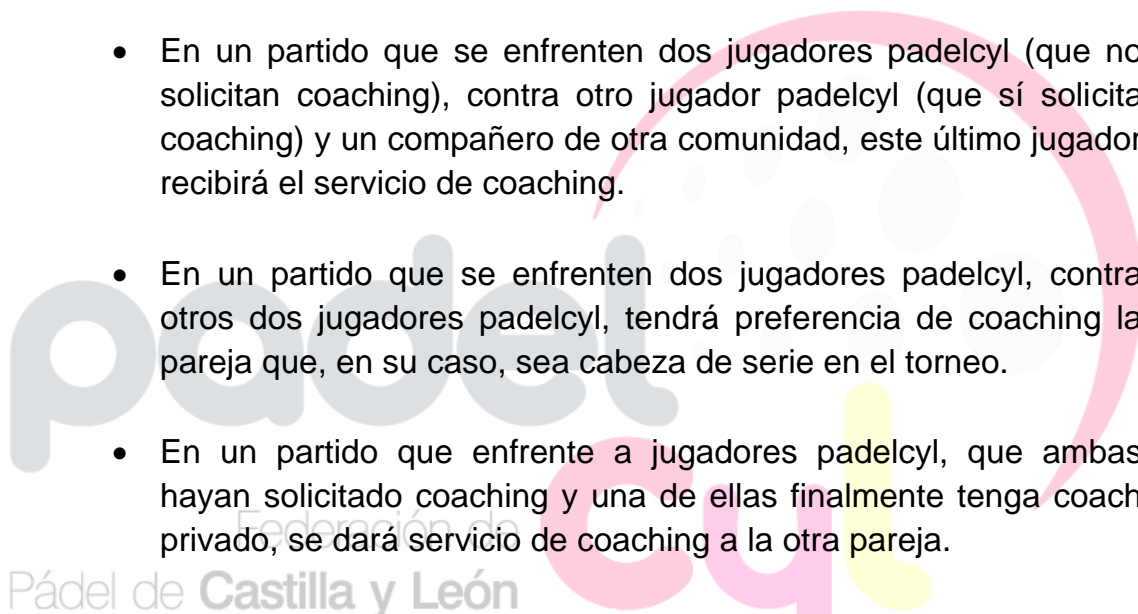 • En un partido que se enfrenten dos jugadores padelcyl (que no
solicitan coaching), contra otro jugador padelcyl (que sí solicita
coaching) y un compañero de otra comunidad, este último jugador
recibirá el servicio de coaching.
• En un partido que se enfrenten dos jugadores padelcyl, contra
otros dos jugadores padelcyl, tendrá preferencia de coaching la
pareja que, en su caso, sea cabeza de serie en el torneo.
• En un partido que enfrente a jugadores padelcyl, que ambas
hayan solicitado coaching y una de ellas finalmente tenga coach
privado, se dará servicio de coaching a la otra pareja.
padel
cyl
Federación de
Pádel de Castilla y León